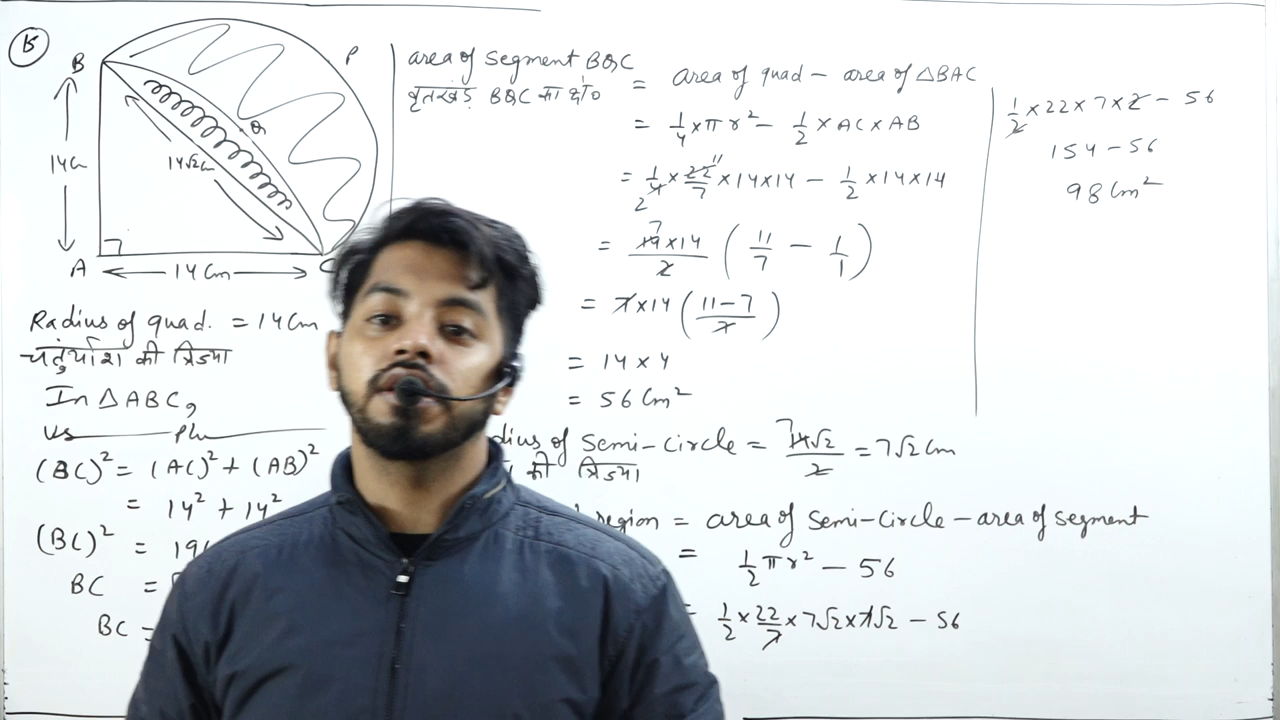 15
B
P
Q
14cm
14√2cm
A
14cm
C
Radius of quad. = 14cm
चतुर्थांश की त्रिज्या
In △ABC,
(BC)² = (AC)² + (AB)²
= 14² + 14²
(BC)² =
BC =
BC =
area of segment BQC = area of quad - area of △BAC
वृतखंड BQC का
= 1/4 × π r² - 1/2 × AC × AB
= 1/4 × 22/7 × 14 × 14 - 1/2 × 14 × 14
2 11
= 14 × 14 / 2 ( 11/7 - 1/1 )
7
= 7 × 14 ( 11-7 / 7 )
= 14 × 4
= 56 cm²
of Semi-circle = 14√2 / 2 = 7√2 cm
7
की त्रिज्या
region = area of Semi-Circle - area of segment
= 1/2 π r² - 56
= 1/2 × 22/7 × 7√2 × 7√2 - 56
1/2 × 22 × 7 × 2 - 56
154 - 56
98 cm²